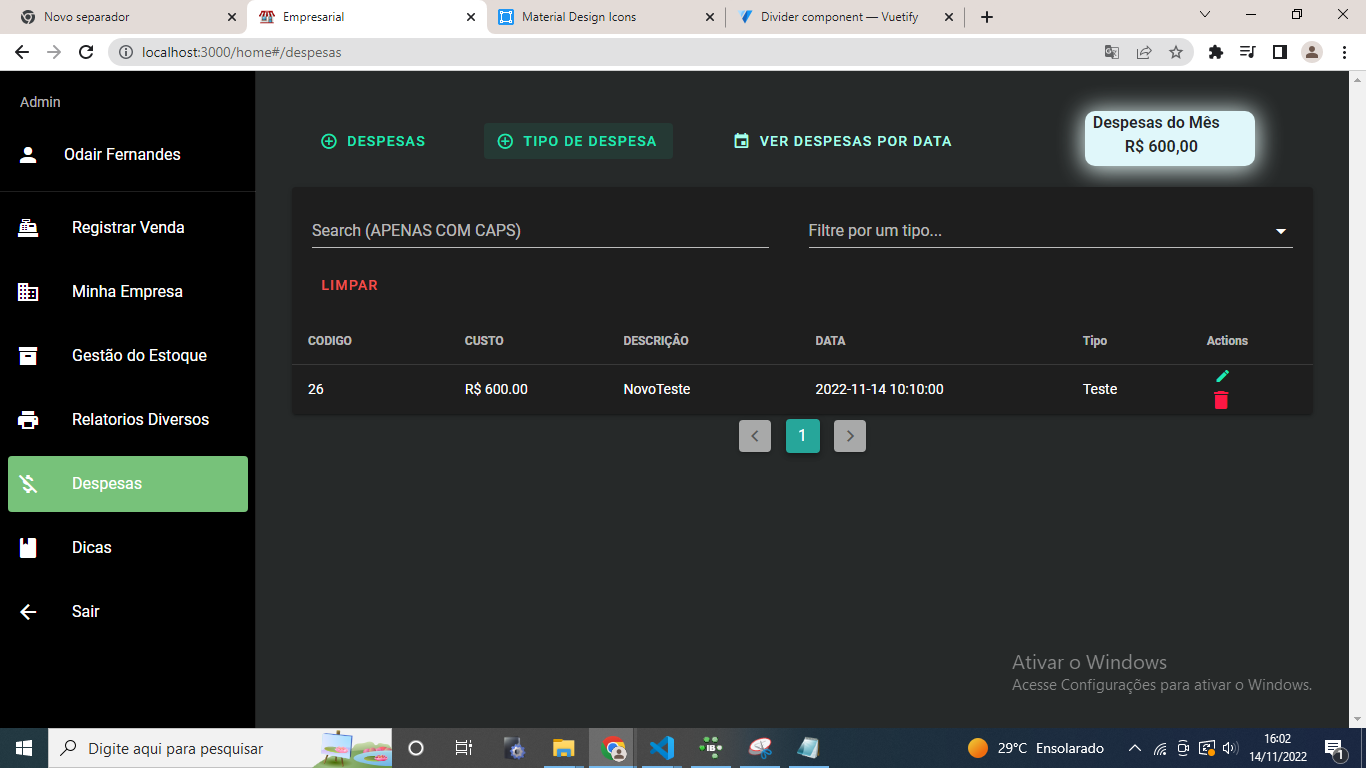 Novo separador
Empresarial
Material Design Icons
Divider component — Vuetify
localhost:3000/home#/despesas
Admin
Odair Fernandes
Registrar Venda
Minha Empresa
Gestão do Estoque
Relatorios Diversos
Despesas
Dicas
Sair
DESPESAS
TIPO DE DESPESA
VER DESPESAS POR DATA
Despesas do Mês
R$ 600,00
Search (APENAS COM CAPS)
Filtre por um tipo...
LIMPAR
CODIGO CUSTO DESCRIÇÂO DATA Tipo Actions
26 R$ 600.00 NovoTeste 2022-11-14 10:10:00 Teste
1
Ativar o Windows
Acesse Configurações para ativar o Windows.
Digite aqui para pesquisar
IB
29°C Ensolarado
16:02
14/11/2022
1